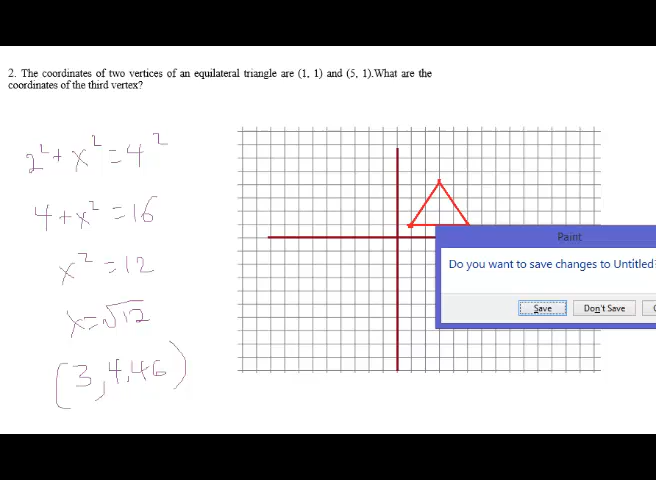 2. The coordinates of two vertices of an equilateral triangle are (1, 1) and (5, 1).What are the
coordinates of the third vertex?
2² + x² = 4²
4 + x² = 16
x² = 12
x = √12
(3, 4.46)
Paint
Do you want to save changes to Untitled?
Save
Don't Save